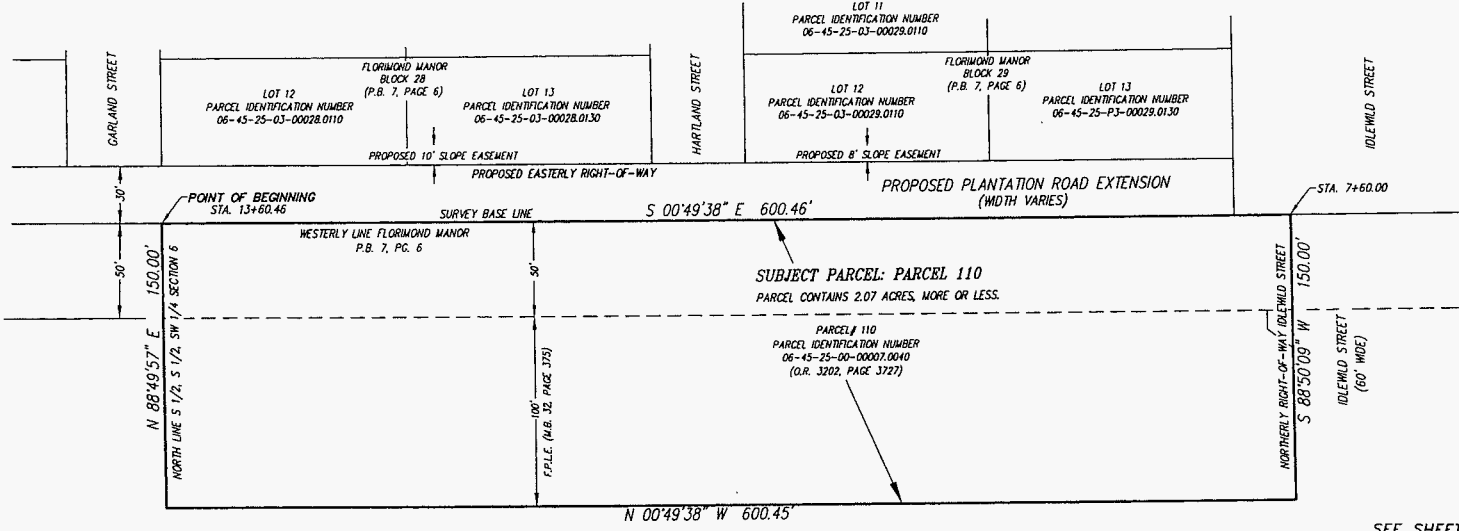 LOT 11
PARCEL IDENTIFICATION NUMBER
06-45-25-03-00029.0110
GARLAND STREET
FLORIMOND MANOR
BLOCK 28
(P.B. 7, PAGE 6)
LOT 12
PARCEL IDENTIFICATION NUMBER
06-45-25-03-00028.0110
LOT 13
PARCEL IDENTIFICATION NUMBER
06-45-25-03-00028.0130
HARTLAND STREET
FLORIMOND MANOR
BLOCK 29
(P.B. 7, PAGE 6)
LOT 12
PARCEL IDENTIFICATION NUMBER
06-45-25-03-00029.0110
LOT 13
PARCEL IDENTIFICATION NUMBER
06-45-25-P3-00029.0130
IDLEWILD STREET
PROPOSED 10' SLOPE EASEMENT
PROPOSED 8' SLOPE EASEMENT
PROPOSED EASTERLY RIGHT-OF-WAY
PROPOSED PLANTATION ROAD EXTENSION
(WIDTH VARIES)
30'
POINT OF BEGINNING
STA. 13+60.46
STA. 7+60.00
SURVEY BASE LINE
S 00°49'38" E 600.46'
WESTERLY LINE FLORIMOND MANOR
P.B. 7, PG. 6
50'
50'
N 88°49'57" E 150.00'
NORTH LINE S 1/2, S 1/2, SW 1/4 SECTION 6
SUBJECT PARCEL: PARCEL 110
PARCEL CONTAINS 2.07 ACRES, MORE OR LESS.
PARCEL# 110
PARCEL IDENTIFICATION NUMBER
06-45-25-00-00007.0040
(O.R. 3202, PAGE 3727)
100'
F.P.L.E. (M.B. 32, PAGE 375)
NORTHERLY RIGHT-OF-WAY IDLEWILD STREET
S 88°50'09" W 150.00'
IDLEWILD STREET
(60' WIDE)
N 00°49'38" W 600.45'
SEE SHEET